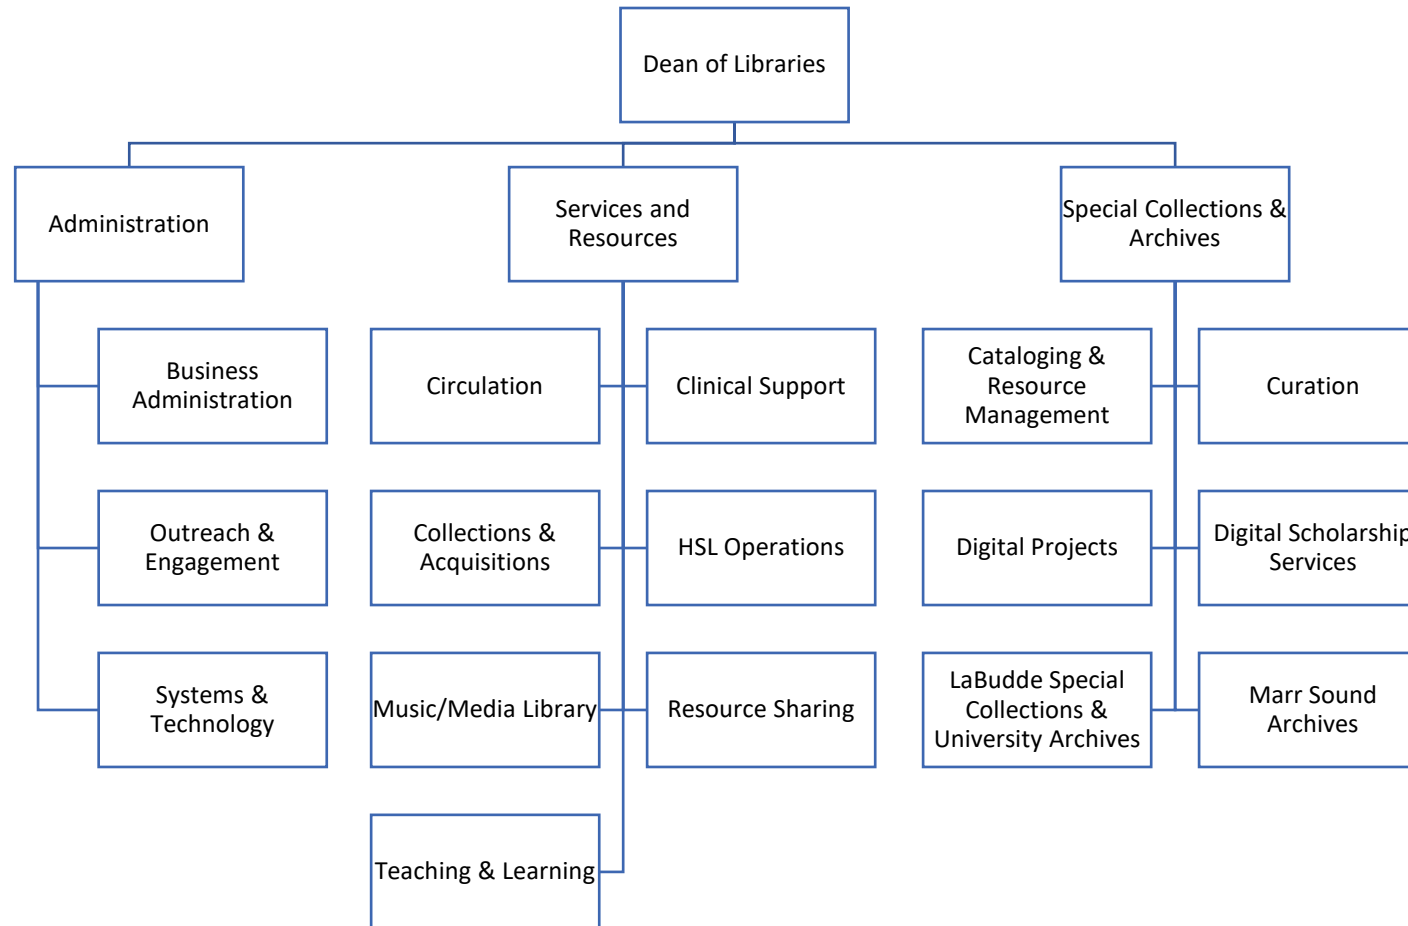 Dean of Libraries
Administration
Services and
Resources
Special Collections &
Archives
Business
Administration
Circulation
Clinical Support
Cataloging &
Resource
Management
Curation
Outreach &
Engagement
Collections &
Acquisitions
HSL Operations
Digital Projects
Digital Scholarship
Services
Systems &
Technology
Music/Media Library
Resource Sharing
LaBudde Special
Collections &
University Archives
Marr Sound
Archives
Teaching & Learning